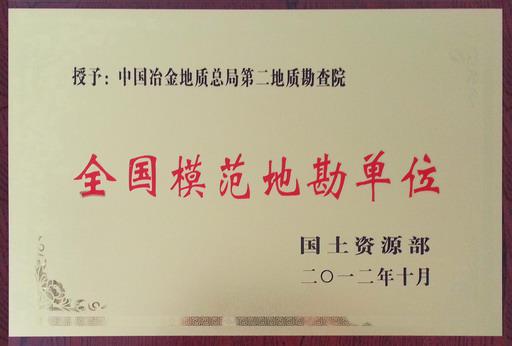 授予：中国冶金地质总局第二地质勘查院
全国模范地勘单位
国土资源部
二〇一二年十月